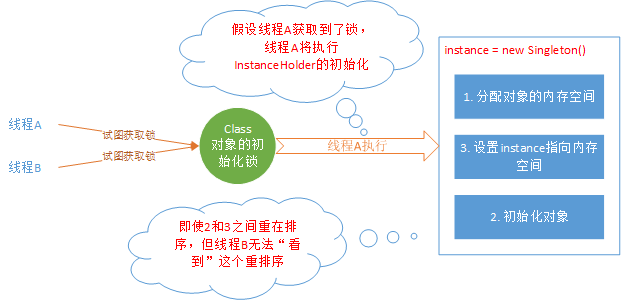 假设线程A获取到了锁，
线程A将执行
InstanceHolder的初始化
instance = new Singleton()
1. 分配对象的内存空间
线程A
试图获取锁
Class
对象的初
始化锁
线程A执行
3. 设置instance指向内存
空间
线程B
试图获取锁
2. 初始化对象
即使2和3之间重在排
序，但线程B无法“看
到”这个重排序